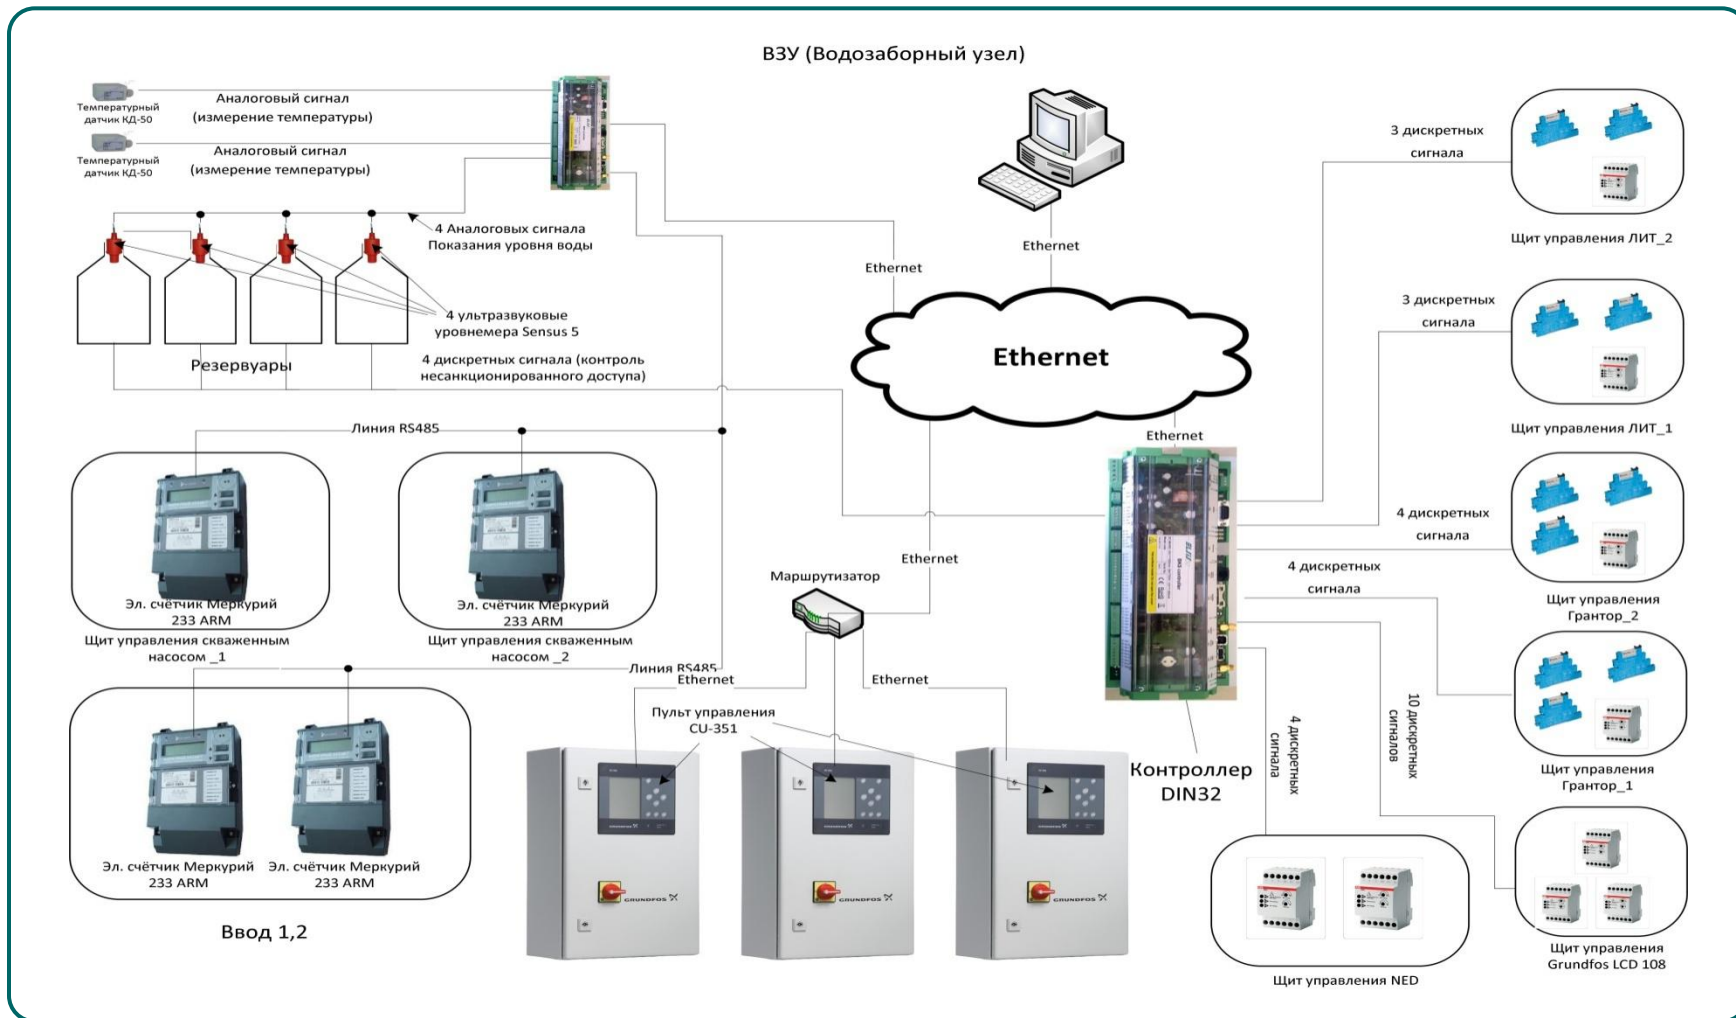 ВЗУ (Водозаборный узел)
Температурный
датчик КД-50
Аналоговый сигнал
(измерение температуры)
Температурный
датчик КД-50
Аналоговый сигнал
(измерение температуры)
4 Аналоговых сигнала
Показания уровня воды
4 ультразвуковые
уровнемера Sensus 5
Резервуары
4 дискретных сигнала (контроль
несанкционированного доступа)
Ethernet
Ethernet
Ethernet
Ethernet
Ethernet
3 дискретных
сигнала
Щит управления ЛИТ_2
3 дискретных
сигнала
Щит управления ЛИТ_1
4 дискретных
сигнала
Щит управления
Грантор_2
4 дискретных
сигнала
Щит управления
Грантор_1
10 дискретных
сигналов
Щит управления
Grundfos LCD 108
4 дискретных
сигнала
Щит управления NED
Контроллер
DIN32
Линия RS485
Эл. счётчик Меркурий
233 ARM
Щит управления скваженным
насосом _1
Эл. счётчик Меркурий
233 ARM
Щит управления скваженным
насосом _2
Линия RS485
Эл. счётчик Меркурий
233 ARM
Эл. счётчик Меркурий
233 ARM
Ввод 1,2
Маршрутизатор
Ethernet
Ethernet
Пульт управления
CU-351
GRUNDFOS
GRUNDFOS
GRUNDFOS